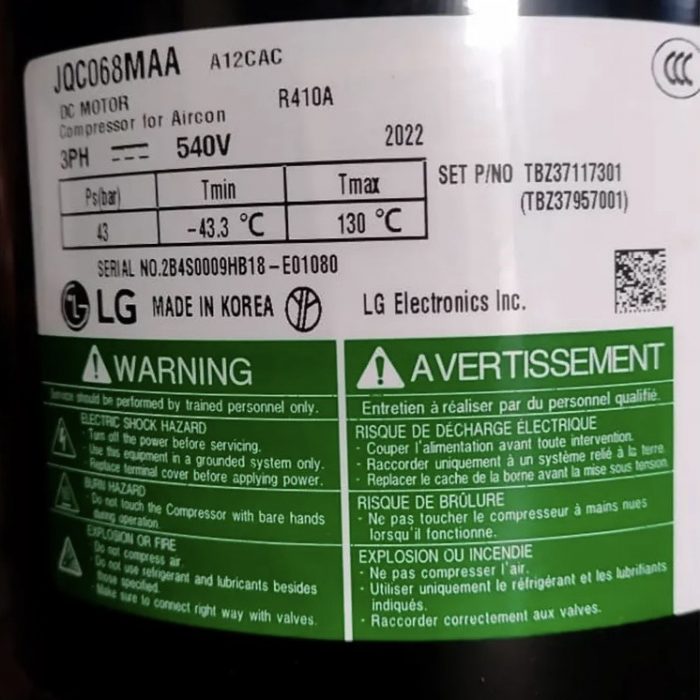 JQC068MAA A12CAC
DC MOTOR R410A
Compressor for Aircon
3PH 540V 2022
Ps(bar) Tmin Tmax
43 -43.3 °C 130 °C
SET P/NO TBZ37117301
(TBZ37957001)
SERIAL NO.2B4S0009HB18-E01080
LG MADE IN KOREA LG Electronics Inc.
CCC
WARNING
Service should be performed by trained personnel only.
ELECTRIC SHOCK HAZARD
· Turn off the power before servicing.
· Use this equipment in a grounded system only.
· Replace terminal cover before applying power.
BURN HAZARD
· Do not touch the Compressor with bare hands
during operation.
EXPLOSION OR FIRE
· Do not compress air.
· Do not use refrigerant and lubricants besides
those specified.
· Make sure to connect right way with valves.
AVERTISSEMENT
Entretien à réaliser par du personnel qualifié.
RISQUE DE DÉCHARGE ÉLECTRIQUE
· Couper l'alimentation avant toute intervention.
· Raccorder uniquement à un système relié à la terre.
· Replacer le cache de la borne avant la mise sous tension.
RISQUE DE BRÛLURE
· Ne pas toucher le compresseur à mains nues
lorsqu'il fonctionne.
EXPLOSION OU INCENDIE
· Ne pas compresser l'air.
· Utiliser uniquement le réfrigérant et les lubrifiants
indiqués.
· Raccorder correctement aux valves.